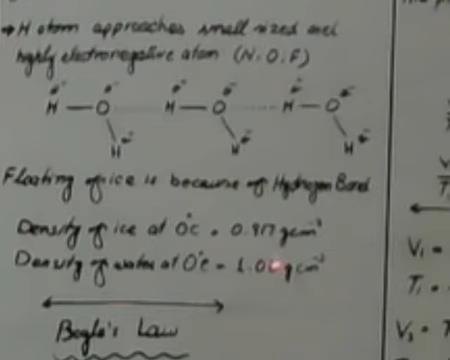 → H atom approaches small sized and
highly electronegative atom (N.O.F)
H — O ...... H — O ...... H — O
H H H
Floating of ice is because of Hydrogen Bond
Density of ice at 0°c = 0.917 gcm⁻³
Density of water at 0°c = 1.00 gcm⁻³
Boyle's Law
V₁ =
T₁ =
V₂ =